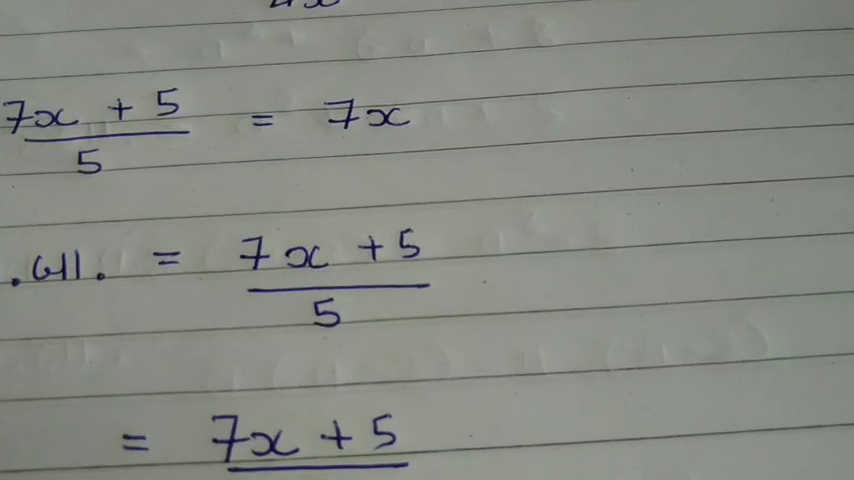 7x + 5 / 5 = 7x
= 7x + 5 / 5
= 7x + 5